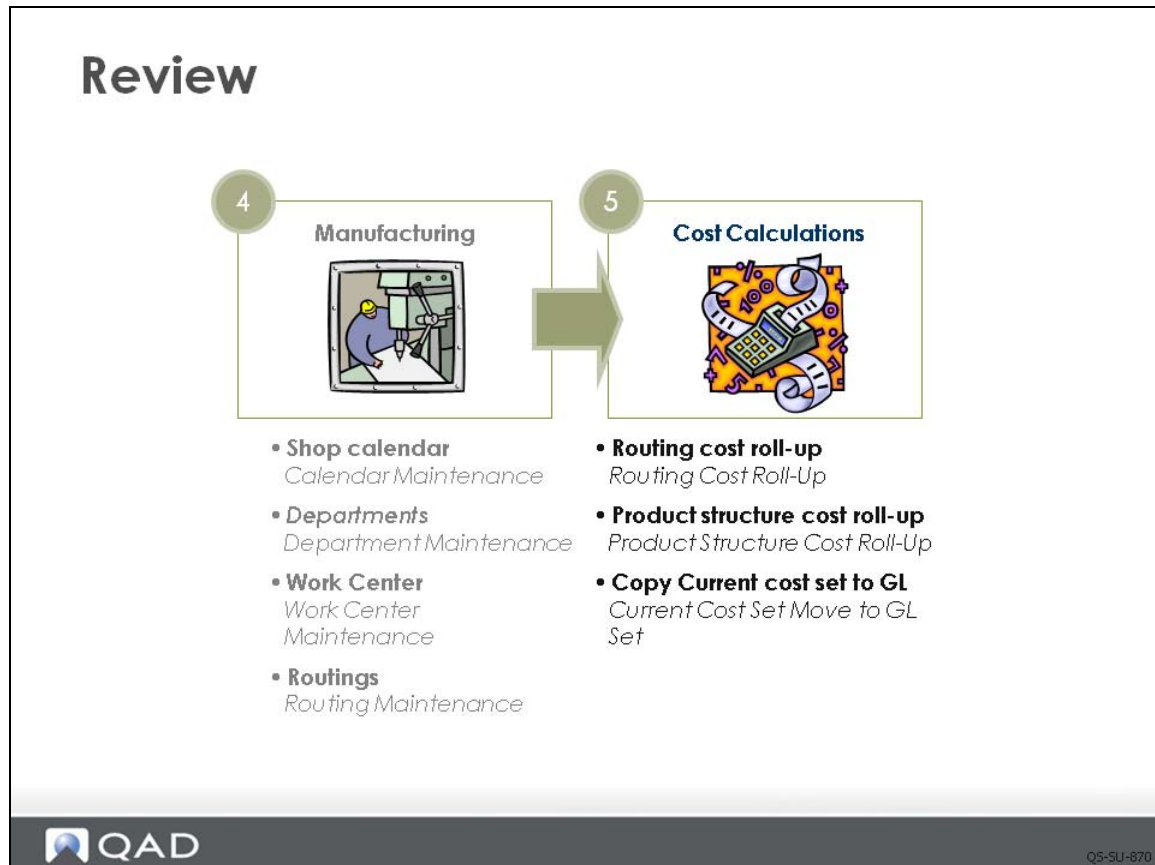 Review
4
Manufacturing
• Shop calendar
Calendar Maintenance
• Departments
Department Maintenance
• Work Center
Work Center
Maintenance
• Routings
Routing Maintenance
5
Cost Calculations
• Routing cost roll-up
Routing Cost Roll-Up
• Product structure cost roll-up
Product Structure Cost Roll-Up
• Copy Current cost set to GL
Current Cost Set Move to GL
Set
QAD
QS-SU-870